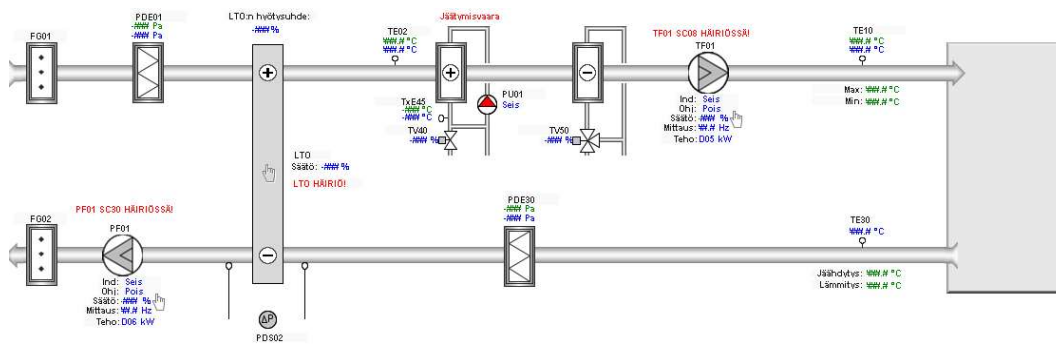 PDE01
-###  Pa
-###  Pa
FG01
LTO:n hyötysuhde:
-### %
TE02
###.# °C
###.# °C
Jäätymisvaara
TxE45
-### °C
-### °C
TV40
-### %
PU01
Seis
TV50
-### %
TF01 SC08 HÄIRIÖSSÄ!
TF01
Ind: Seis
Ohj: Pois
Säätö: -### %
Mittaus: ##.# Hz
Teho: D05 kW
TE10
###.# °C
###.# °C
Max: ###.# °C
Min: ###.# °C
LTO
Säätö: -### %
LTO HÄIRIÖ!
PF01 SC30 HÄIRIÖSSÄ!
FG02
PF01
Ind: Seis
Ohj: Pois
Säätö: -### %
Mittaus: ##.# Hz
Teho: D06 kW
ΔP
PDS02
PDE30
-### Pa
-### Pa
TE30
###.# °C
Jäähdytys: ###.# °C
Lämmitys: ###.# °C